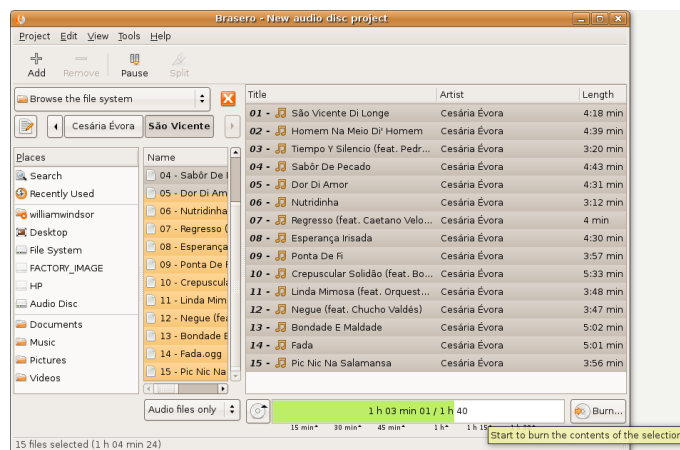 Brasero - New audio disc project
Project Edit View Tools Help
Add Remove Pause Split
Browse the file system
Cesária Évora São Vicente
Places
Search
Recently Used
williamwindsor
Desktop
File System
FACTORY_IMAGE
HP
Audio Disc
Documents
Music
Pictures
Videos
Name
04 - Sabôr De
05 - Dor Di Am
06 - Nutridinha
07 - Regresso (
08 - Esperança
09 - Ponta De F
10 - Crepuscula
11 - Linda Mim
12 - Negue (fea
13 - Bondade E
14 - Fada.ogg
15 - Pic Nic Na
Audio files only
Title Artist Length
01 - São Vicente Di Longe Cesária Évora 4:18 min
02 - Homem Na Meio Di' Homem Cesária Évora 4:39 min
03 - Tiempo Y Silencio (feat. Pedr... Cesária Évora 3:20 min
04 - Sabôr De Pecado Cesária Évora 4:43 min
05 - Dor Di Amor Cesária Évora 4:31 min
06 - Nutridinha Cesária Évora 3:12 min
07 - Regresso (feat. Caetano Velo... Cesária Évora 4 min
08 - Esperança Irisada Cesária Évora 4:30 min
09 - Ponta De Fi Cesária Évora 3:57 min
10 - Crepuscular Solidão (feat. Bo... Cesária Évora 5:33 min
11 - Linda Mimosa (feat. Orquest... Cesária Évora 3:48 min
12 - Negue (feat. Chucho Valdés) Cesária Évora 3:47 min
13 - Bondade E Maldade Cesária Évora 5:02 min
14 - Fada Cesária Évora 5:01 min
15 - Pic Nic Na Salamansa Cesária Évora 3:56 min
1 h 03 min 01 / 1 h 40
Burn...
15 min 30 min 45 min 1 h 1 h 15
Start to burn the contents of the selection
15 files selected (1 h 04 min 24)